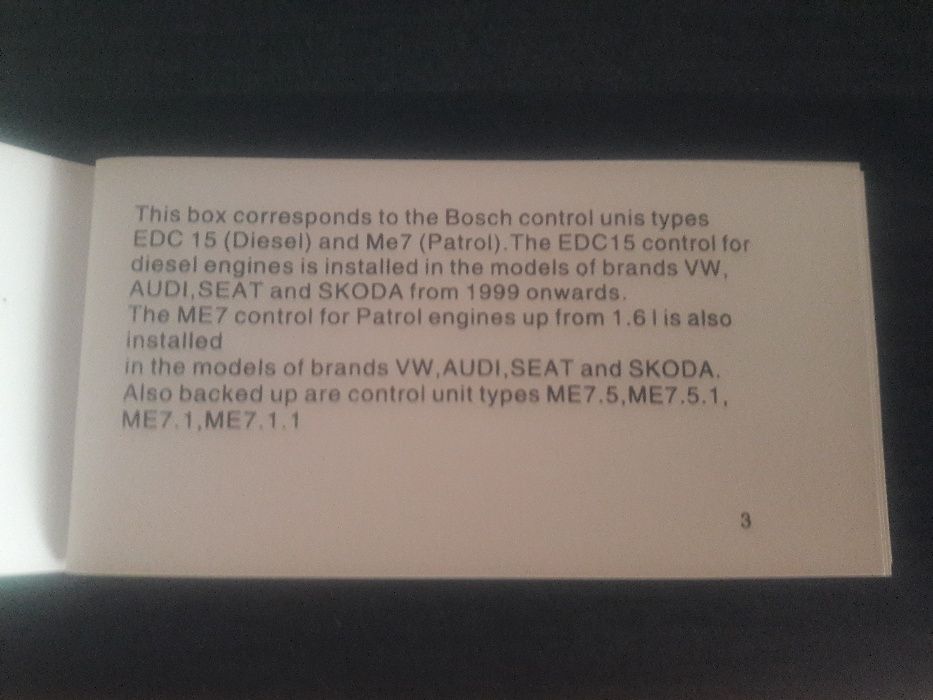 This box corresponds to the Bosch control unis types
EDC 15 (Diesel) and Me7 (Patrol).The EDC15 control for
diesel engines is installed in the models of brands VW,
AUDI,SEAT and SKODA from 1999 onwards.
The ME7 control for Patrol engines up from 1.6 l is also
installed
in the models of brands VW,AUDI,SEAT and SKODA.
Also backed up are control unit types ME7.5,ME7.5.1,
ME7.1,ME7.1.1
3